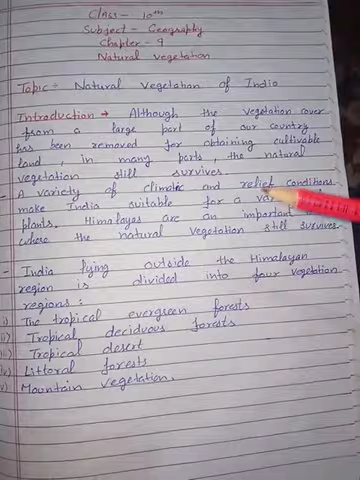 Class- 10th
Subject- Geography
Chapter- 9
Natural vegetation
Topic:- Natural Vegetation of India
Introduction → Although the vegetation cover
from a large part of our country
has been removed for obtaining cultivable
land, in many parts, the natural
vegetation still survives.
- A variety of climatic and relief conditions
make India suitable for a
plants. Himalayas are an important
where the natural vegetation still survives.
- India lying outside the Himalayan
region is divided into four vegetation
regions:
i) The tropical evergreen forests
ii) Tropical deciduous forests
iii) Tropical desert
iv) Littoral forests
v) Mountain vegetation.